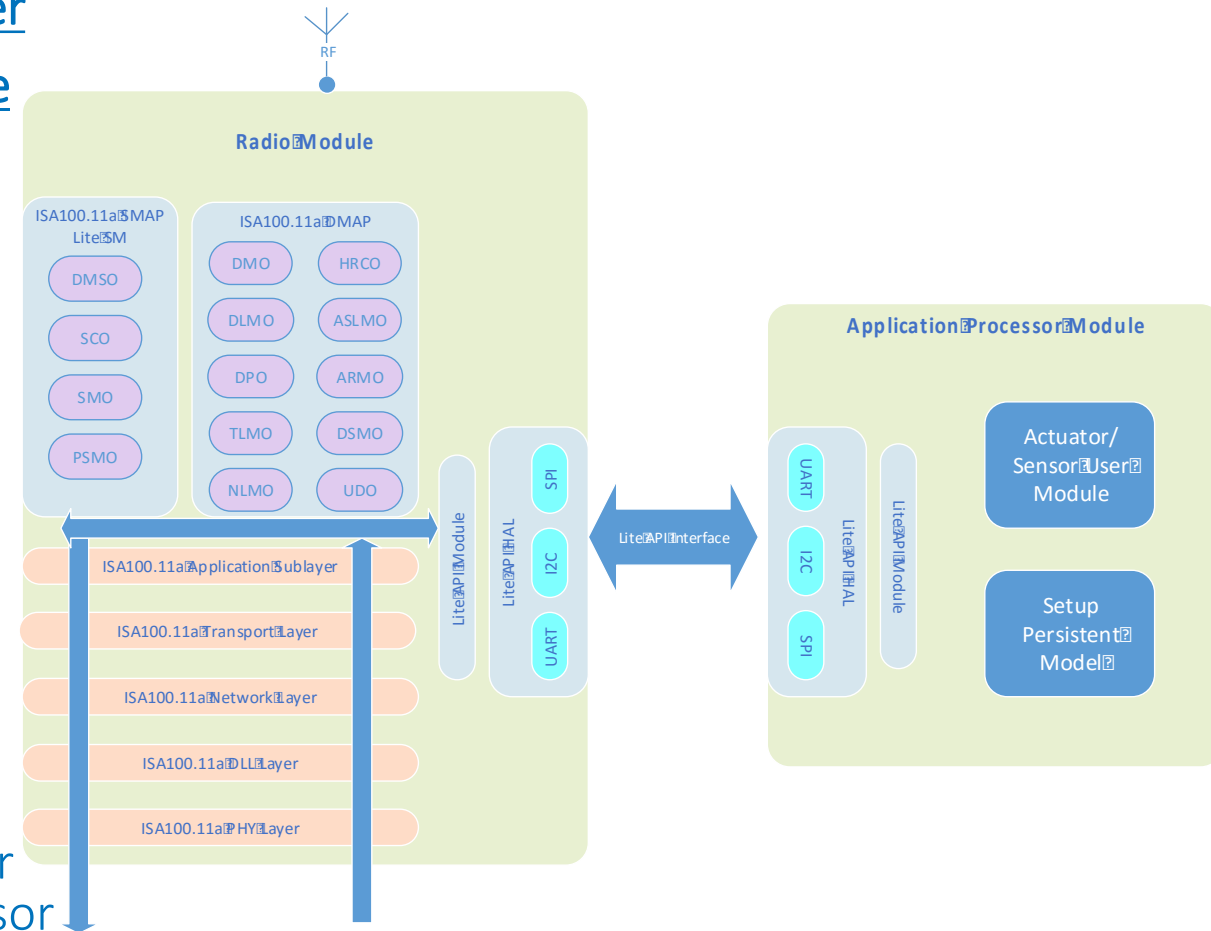 er
e
RF
Radio Module
ISA100.11a SMAP
Lite SM
DMSO
SCO
SMO
PSMO
ISA100.11a DMAP
DMO
HRCO
DLMO
ASLMO
DPO
ARMO
TLMO
DSMO
NLMO
UDO
ISA100.11a Application Sublayer
ISA100.11a Transport Layer
ISA100.11a Network Layer
ISA100.11a DLL Layer
ISA100.11a PHY Layer
Lite API Module
Lite API HAL
SPI
I2C
UART
Lite API Interface
Application Processor Module
UART
I2C
SPI
Lite API HAL
Lite API Module
Actuator/
Sensor User
Module
Setup
Persistent
Model
r
sor